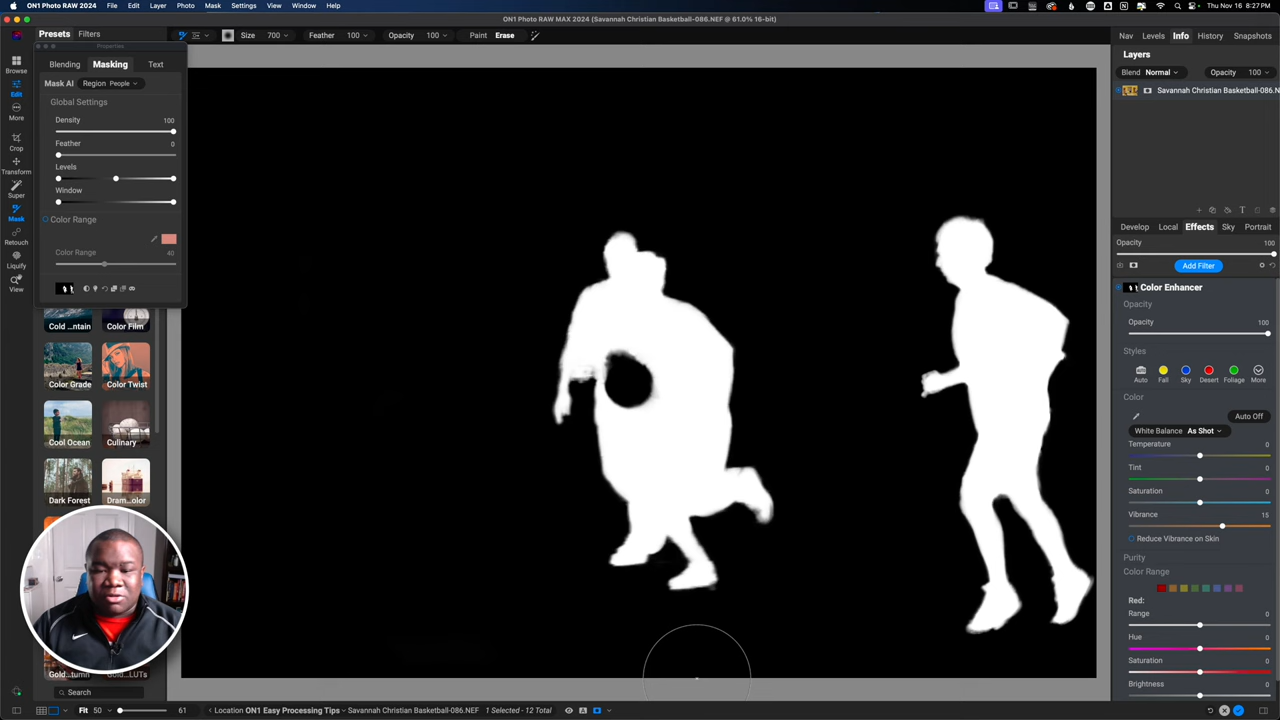 ON1 Photo RAW 2024 File Edit Layer Photo Mask Settings View Window Help Thu Nov 16 8:27PM
ON1 Photo RAW MAX 2024 (Savannah Christian Basketball-086.NEF @ 61.0% 16-bit)
Presets Filters
Size 700 Feather 100 Opacity 100 Paint Erase
Nav Levels Info History Snapshots
Properties
Blending Masking Text
Mask AI Region People
Global Settings
Density 100
Feather 0
Levels
Window
Color Range
Color Range 40
Browse
Edit
More
Crop
Transform
Super
Mask
Retouch
Liquify
View
Cold ...ntain Color Film
Color Grade Color Twist
Cool Ocean Culinary
Dark Forest Dram...olor
Gold...tumn ...LUTs
Search
Layers
Blend Normal Opacity 100
Savannah Christian Basketball-086.N
Develop Local Effects Sky Portrait
Opacity 100
Add Filter
Color Enhancer
Opacity
Opacity 100
Styles
Auto Fall Sky Desert Foliage More
Color
Auto Off
White Balance As Shot
Temperature 0
Tint 0
Saturation 0
Vibrance 15
Reduce Vibrance on Skin
Purity
Color Range
Red:
Range 0
Hue 0
Saturation 0
Brightness 0
Fit 50 61 Location ON1 Easy Processing Tips - Savannah Christian Basketball-086.NEF 1 Selected - 12 Total